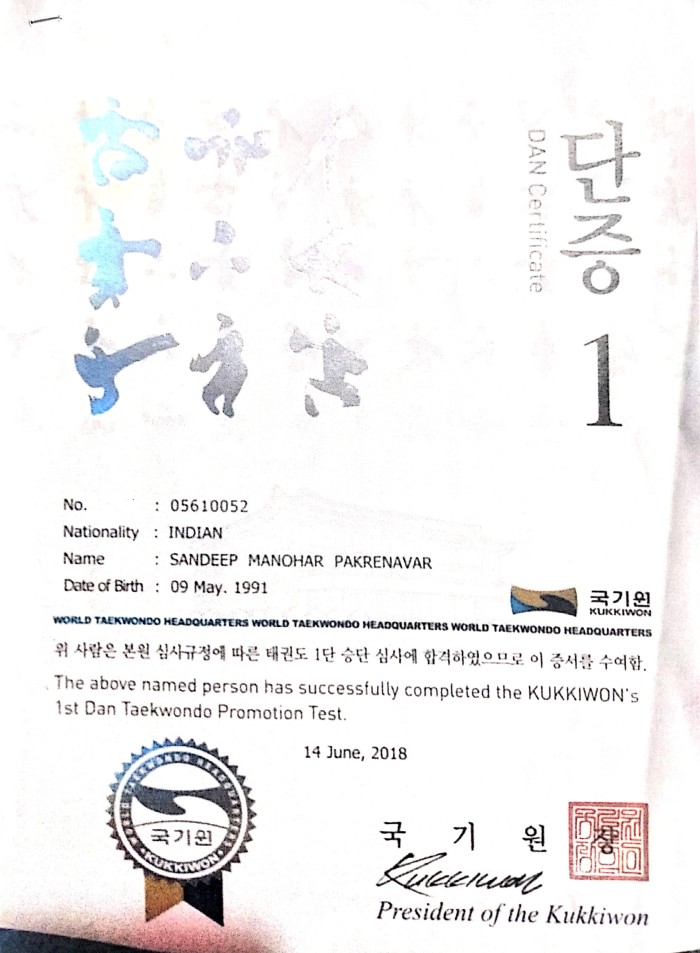 단증
DAN Certificate
1
No. : 05610052
Nationality : INDIAN
Name : SANDEEP MANOHAR PAKRENAVAR
Date of Birth : 09 May. 1991
국기원
KUKKIWON
WORLD TAEKWONDO HEADQUARTERS WORLD TAEKWONDO HEADQUARTERS WORLD TAEKWONDO HEADQUARTERS
위 사람은 본원 심사규정에 따른 태권도 1단 승단 심사에 합격하였으므로 이 증서를 수여함.
The above named person has successfully completed the KUKKIWON's
1st Dan Taekwondo Promotion Test.
14 June, 2018
TAEKWONDO HEADQUARTERS
국기원
KUKKIWON
국 기 원 장
Kukkiwon
President of the Kukkiwon